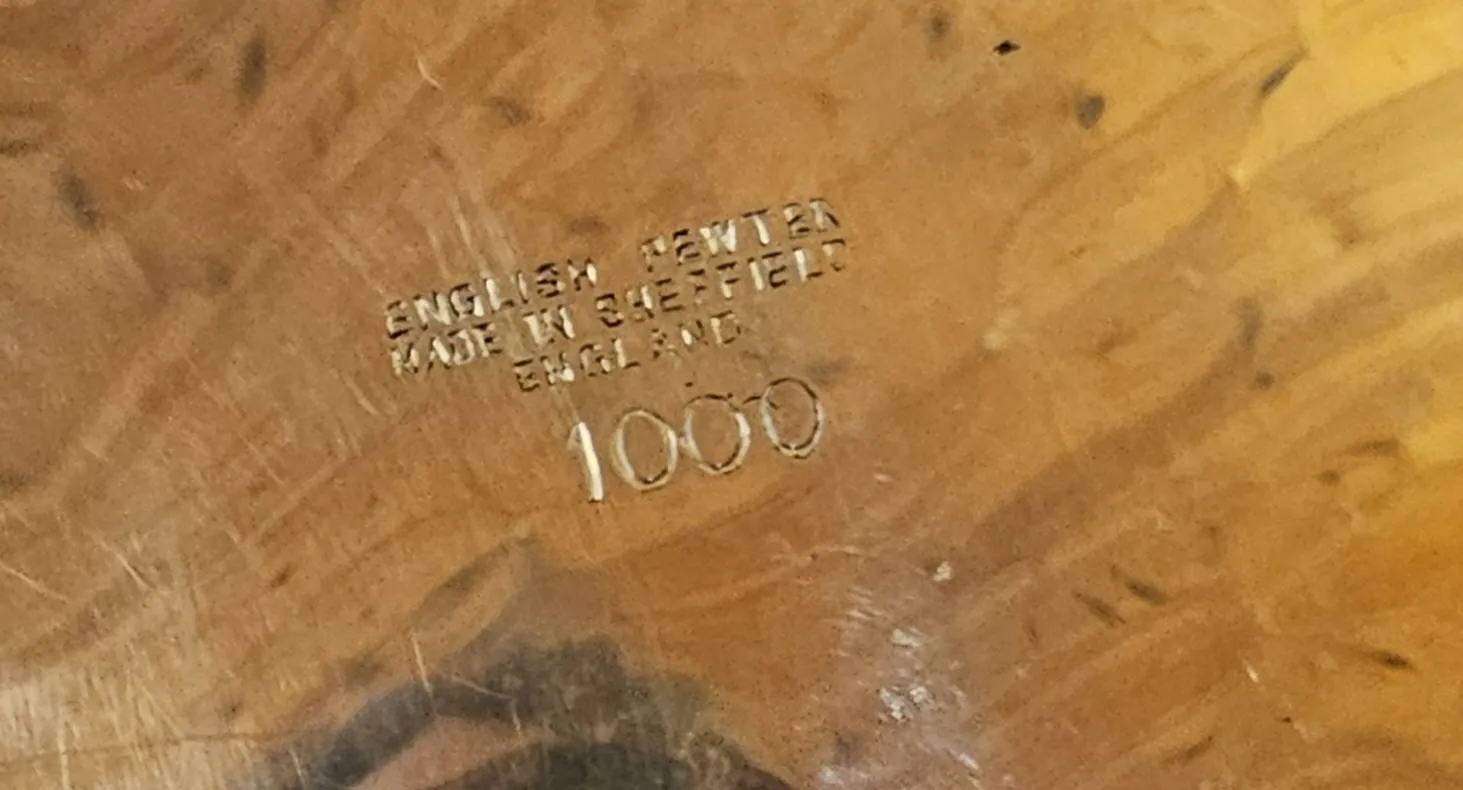 ENGLISH PEWTER
MADE IN SHEFFIELD
ENGLAND
1000